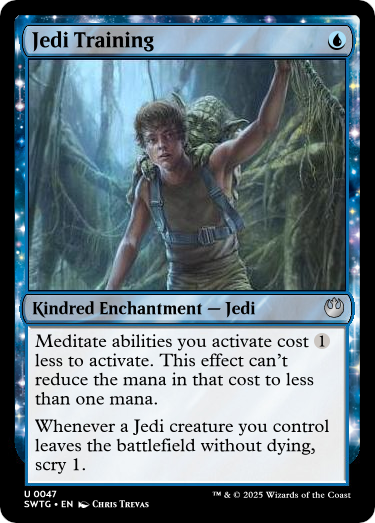 Jedi Training
Kindred Enchantment — Jedi
Meditate abilities you activate cost 1
less to activate. This effect can't
reduce the mana in that cost to less
than one mana.
Whenever a Jedi creature you control
leaves the battlefield without dying,
scry 1.
U 0047
SWTG • EN Chris Trevas
™ & © 2025 Wizards of the Coast